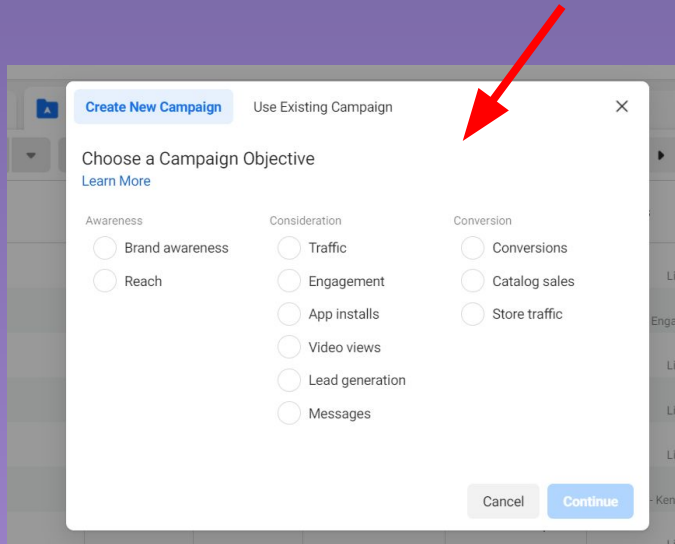 Create New Campaign Use Existing Campaign
Choose a Campaign Objective
Learn More
Awareness Consideration Conversion
Brand awareness Traffic Conversions
Reach Engagement Catalog sales
App installs Store traffic
Video views
Lead generation
Messages
Cancel Continue